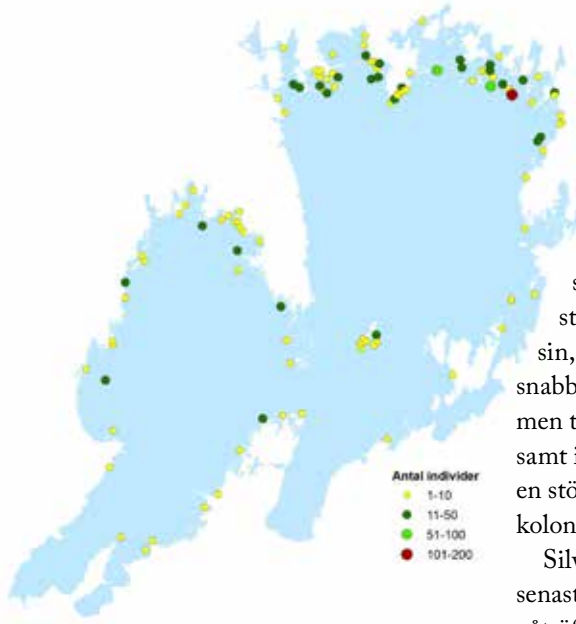 Antal individer
1-10
11-50
51-100
101-200
sin,
snabb
men t
samt i
en stö
kolon
Silv
senast